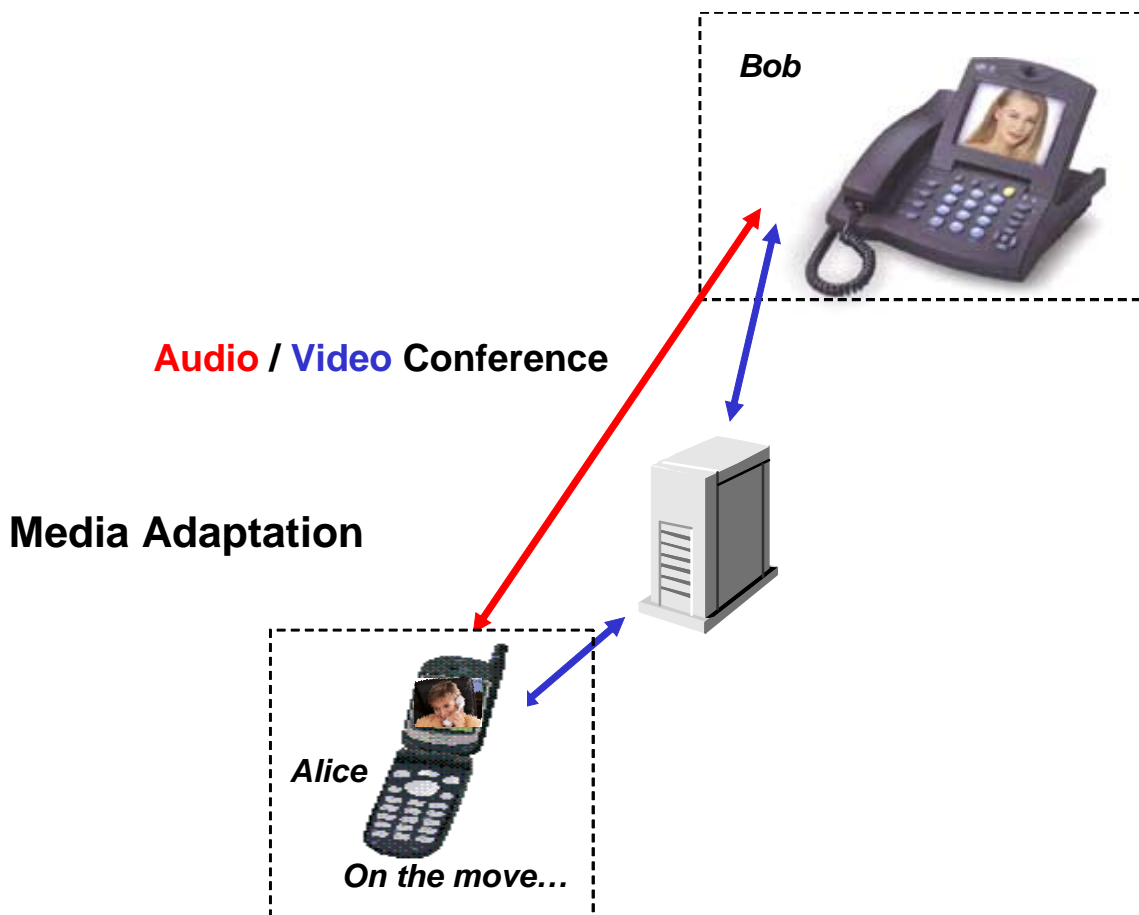 Bob
Audio / Video Conference
Media Adaptation
Alice
On the move…